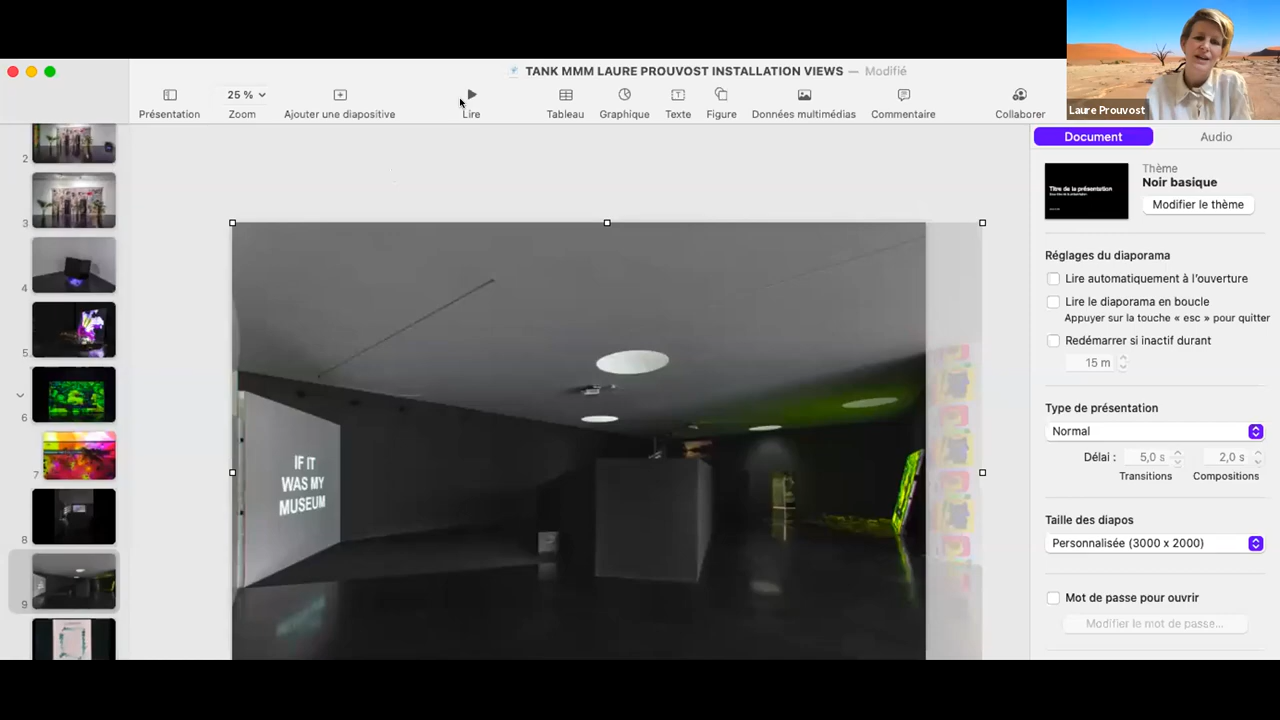 TANK MMM LAURE PROUVOST INSTALLATION VIEWS — Modifié
25 %
Présentation
Zoom
Ajouter une diapositive
Lire
Tableau
Graphique
Texte
Figure
Données multimédias
Commentaire
Collaborer
Laure Prouvost
2
3
4
5
6
7
8
9
IF IT
WAS MY
MUSEUM
Document
Audio
Titre de la présentation
Thème
Noir basique
Modifier le thème
Réglages du diaporama
Lire automatiquement à l'ouverture
Lire le diaporama en boucle
Appuyer sur la touche « esc » pour quitter
Redémarrer si inactif durant
15 m
Type de présentation
Normal
Délai : 5,0 s 2,0 s
Transitions Compositions
Taille des diapos
Personnalisée (3000 x 2000)
Mot de passe pour ouvrir
Modifier le mot de passe...